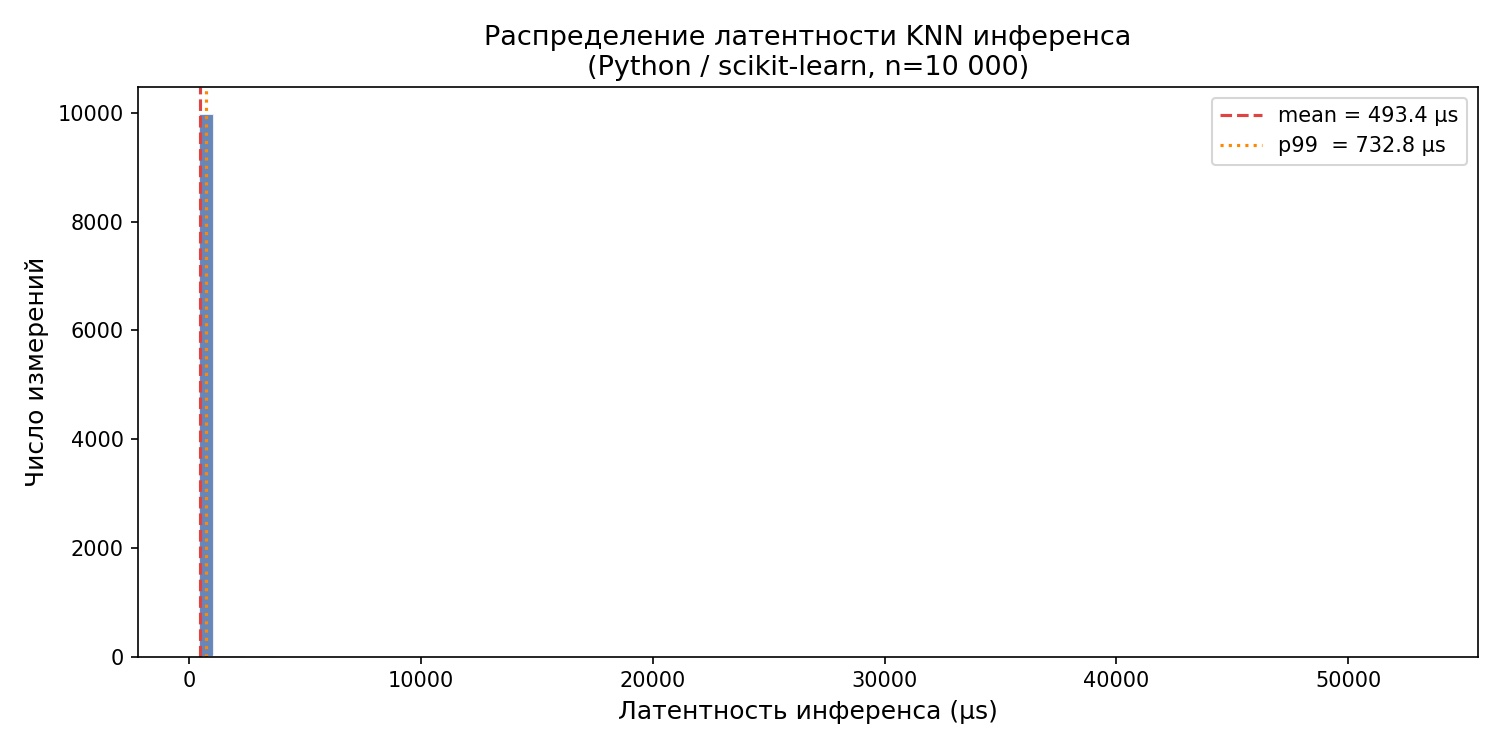 Распределение латентности KNN инференса
(Python / scikit-learn, n=10 000)
mean = 493.4 µs
p99  = 732.8 µs
Число измерений
10000
8000
6000
4000
2000
0
0
10000
20000
30000
40000
50000
Латентность инференса (µs)